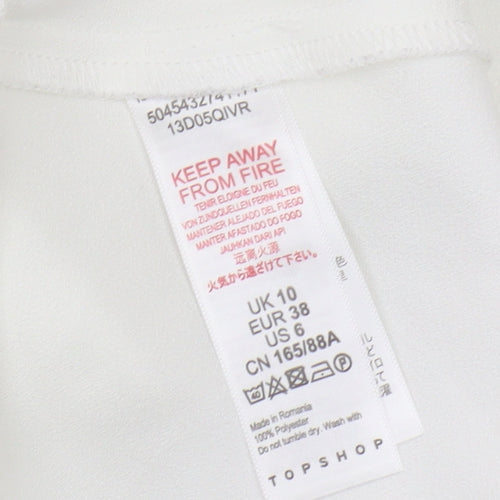 13D05QIVR
KEEP AWAY
FROM FIRE
TENIR ELOIGNE DU FEU
VON ZUNDQUELLEN FERNHALTEN
MANTENER ALEJADO DEL FUEGO
MANTER AFASTADO DO FOGO
JAUHKAN DARI API
远离火源
火気から遠ざけて下さい。
UK 10
EUR 38
US 6
CN 165/88A
40
P
Made in Romania
100% Polyester
Do not tumble dry. Wash with
TOPSHOP
色